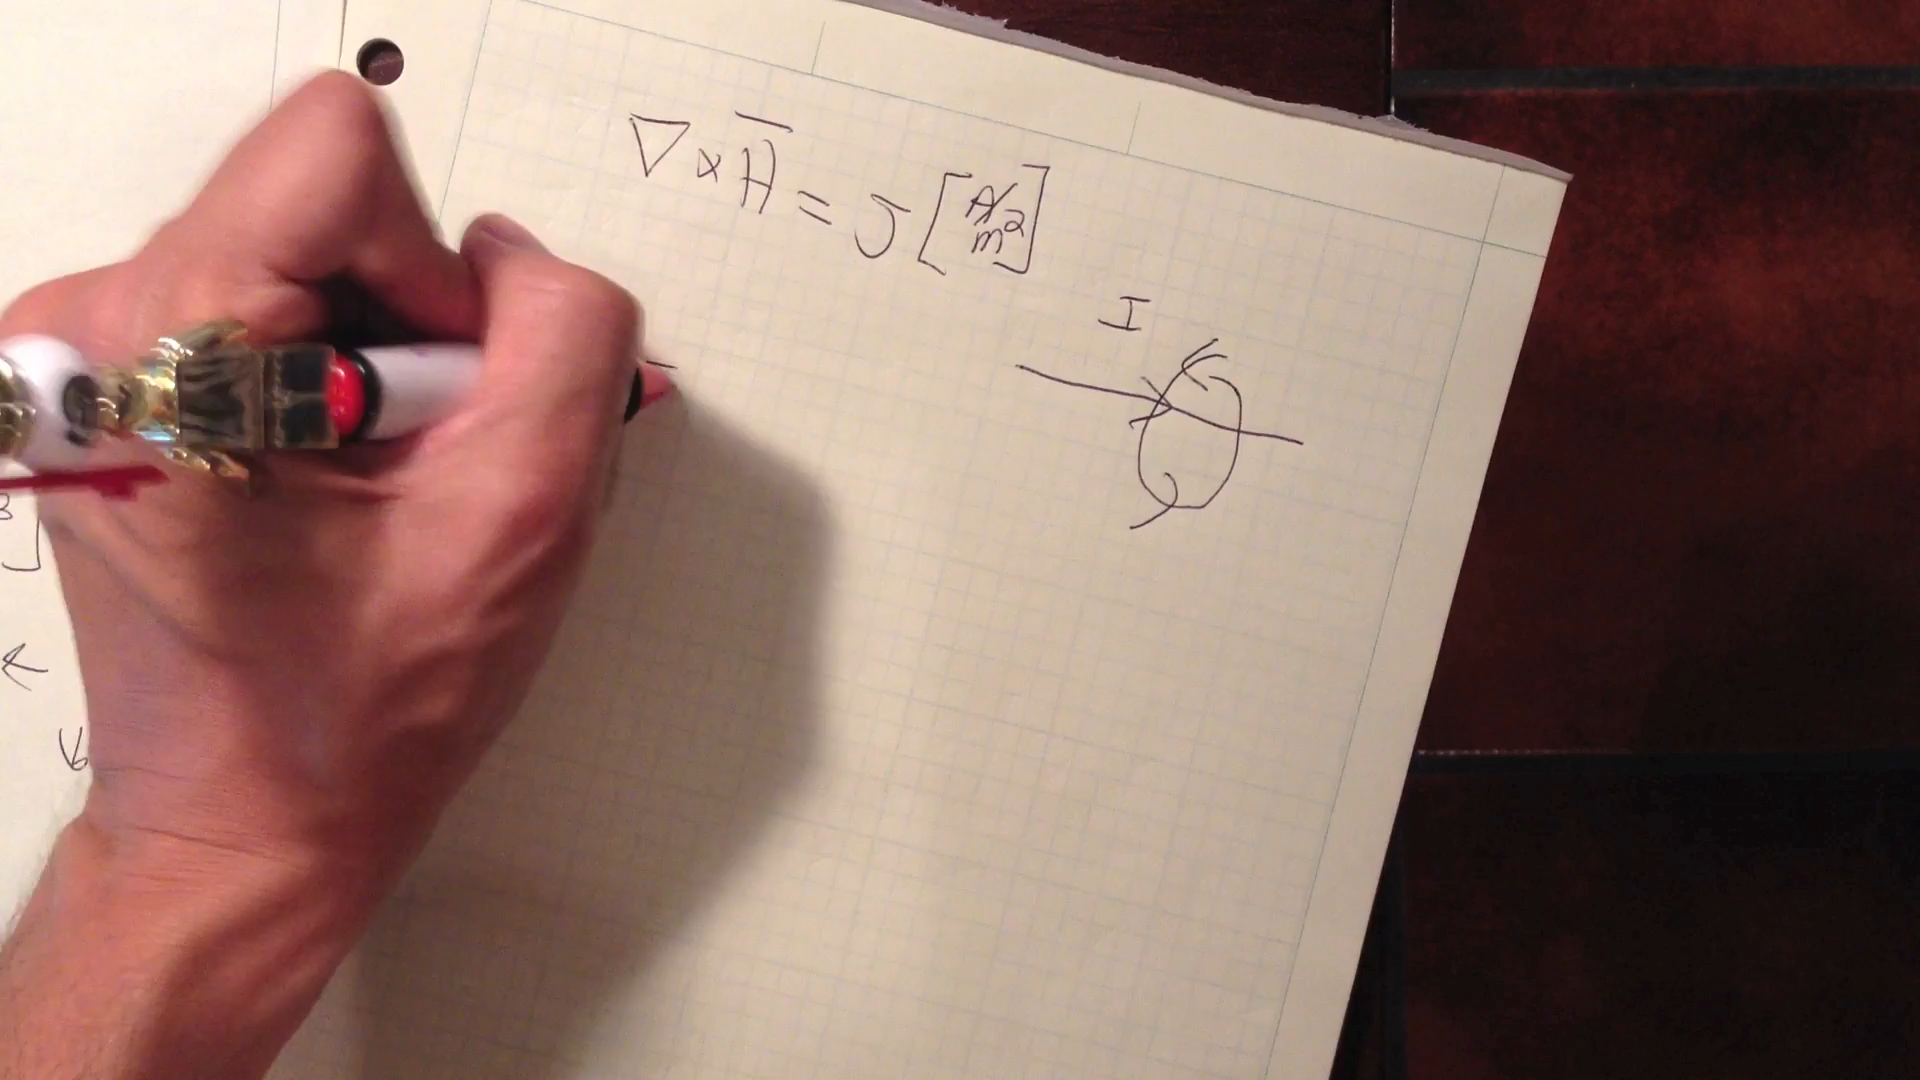 ∇ × H̅ = J [A/m²]
I